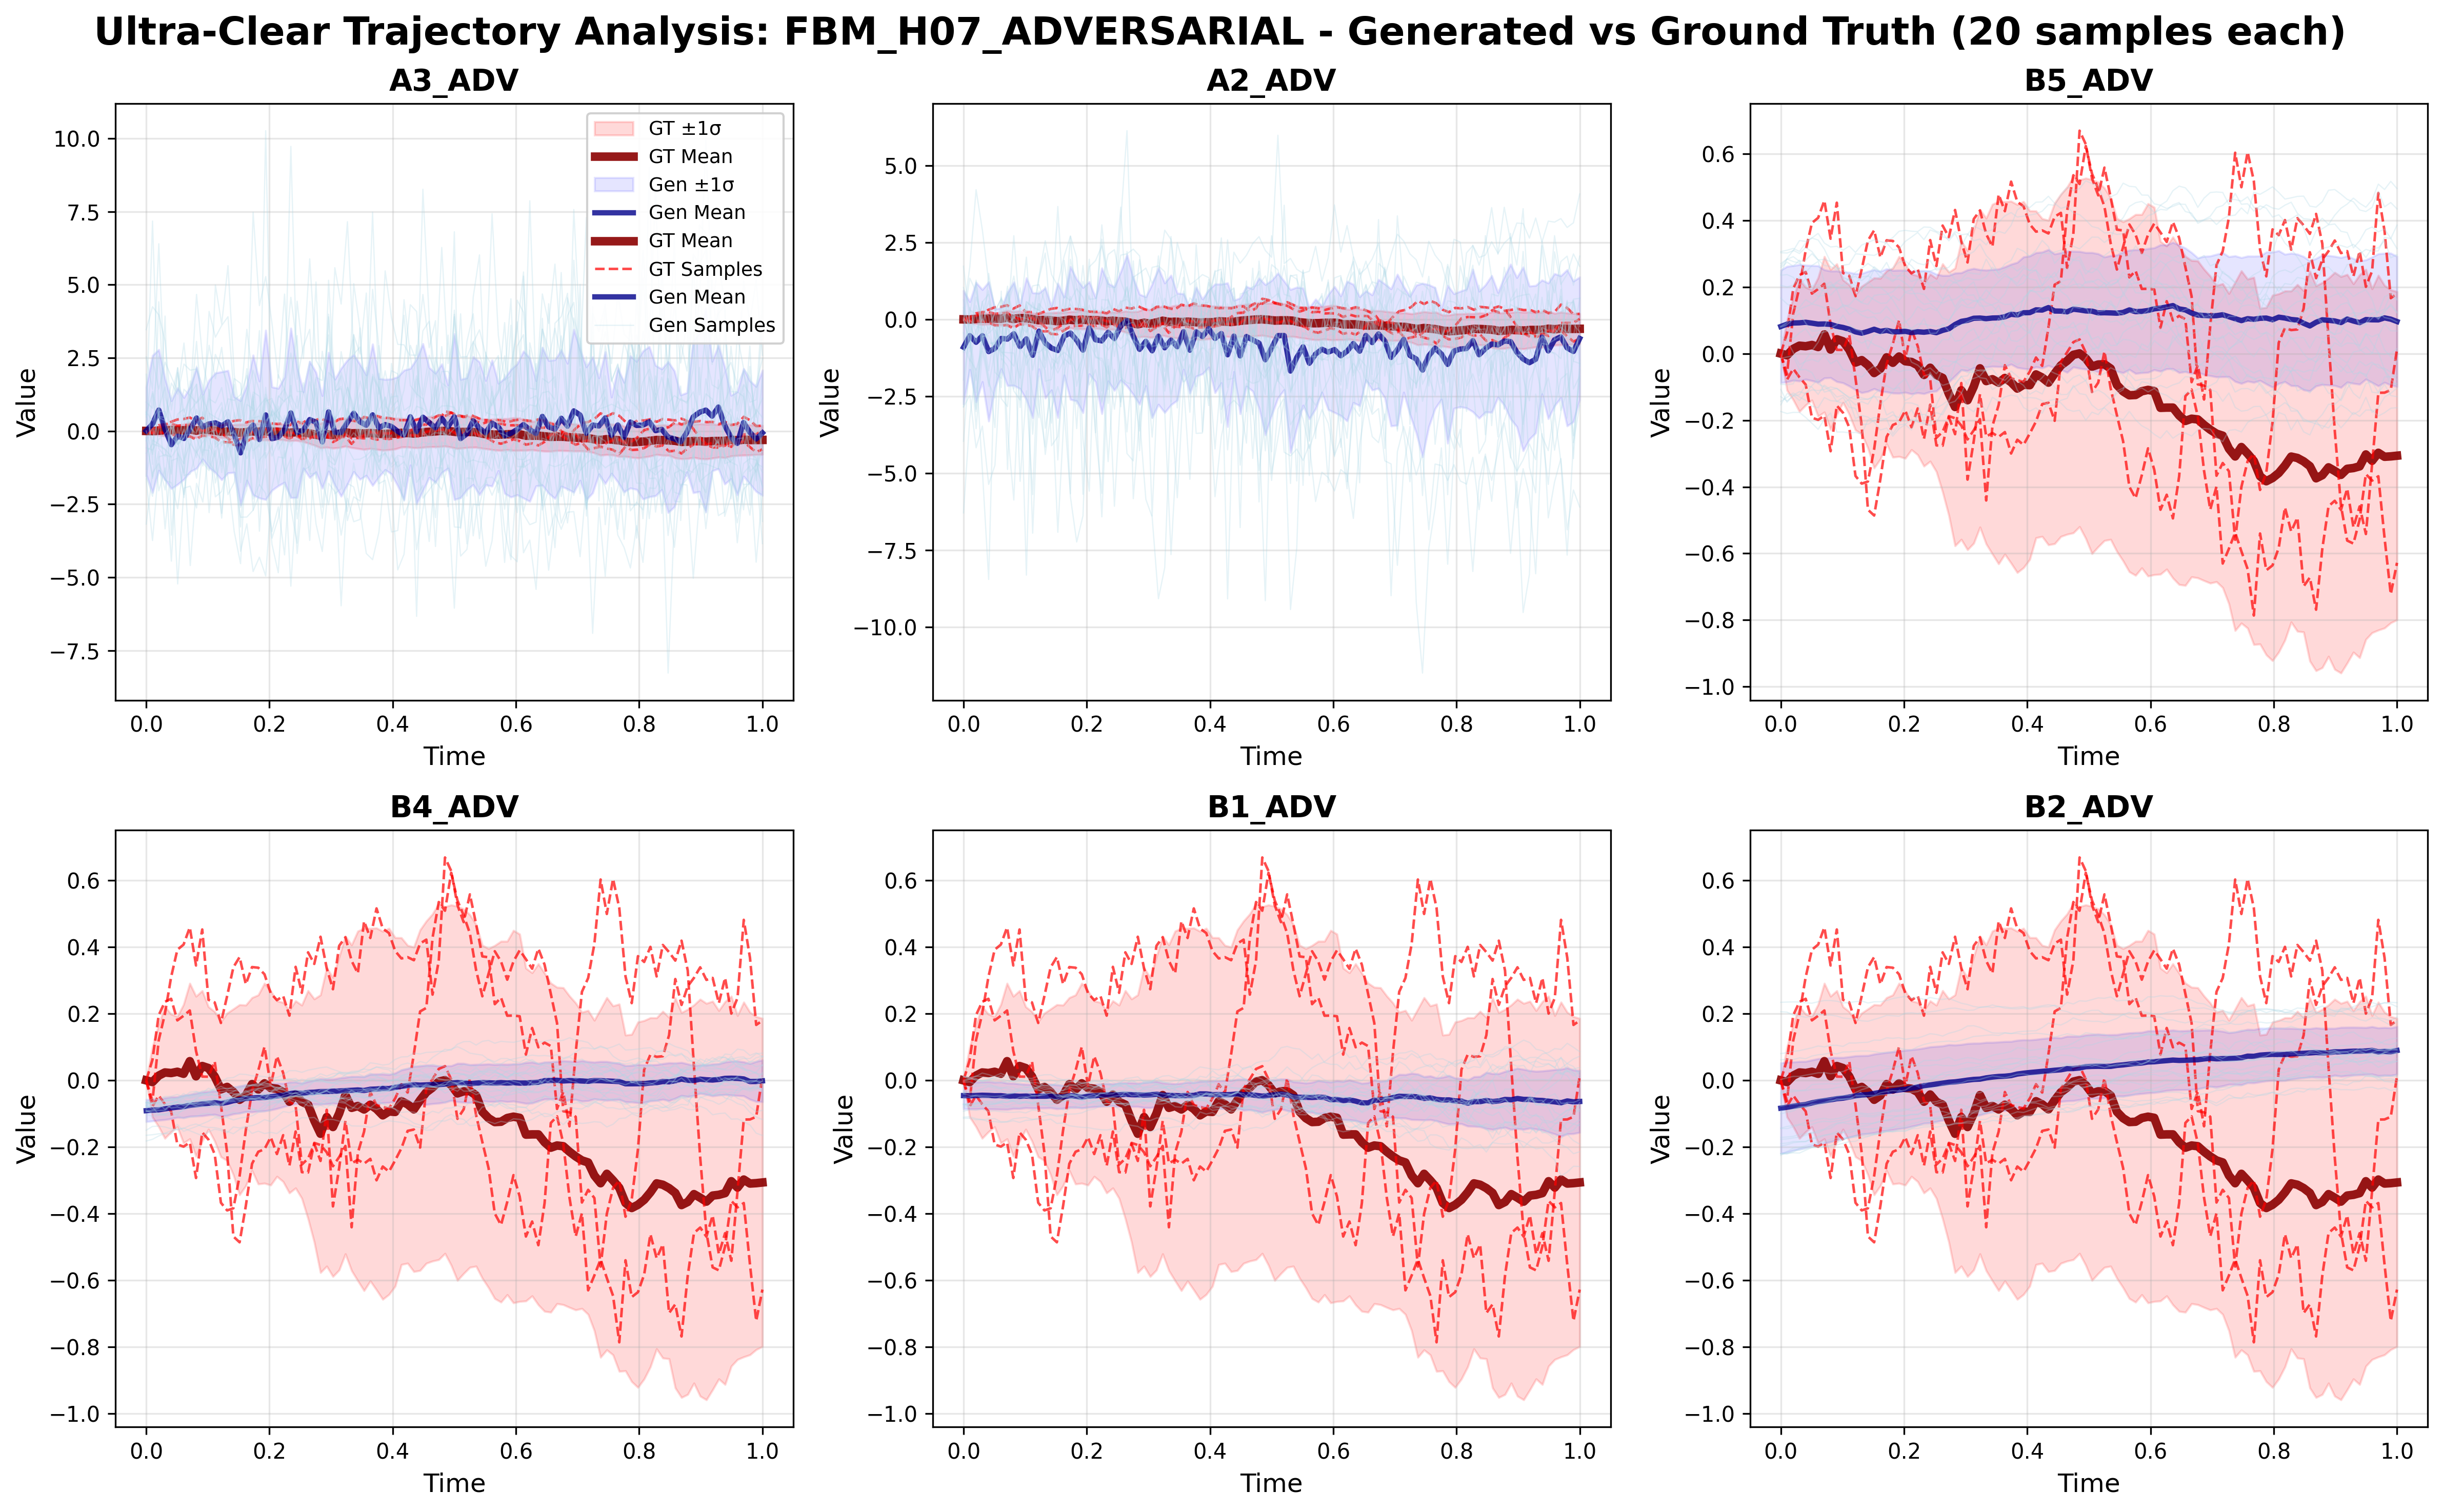 Ultra-Clear Trajectory Analysis: FBM_H07_ADVERSARIAL - Generated vs Ground Truth (20 samples each)
A3_ADV
10.0
7.5
5.0
2.5
0.0
−2.5
−5.0
−7.5
Value
0.0 0.2 0.4 0.6 0.8 1.0
Time
GT ±1σ
GT Mean
Gen ±1σ
Gen Mean
GT Mean
GT Samples
Gen Mean
Gen Samples
A2_ADV
5.0
2.5
0.0
−2.5
−5.0
−7.5
−10.0
Value
0.0 0.2 0.4 0.6 0.8 1.0
Time
B5_ADV
0.6
0.4
0.2
0.0
−0.2
−0.4
−0.6
−0.8
−1.0
Value
0.0 0.2 0.4 0.6 0.8 1.0
Time
B4_ADV
0.6
0.4
0.2
0.0
−0.2
−0.4
−0.6
−0.8
−1.0
Value
0.0 0.2 0.4 0.6 0.8 1.0
Time
B1_ADV
0.6
0.4
0.2
0.0
−0.2
−0.4
−0.6
−0.8
−1.0
Value
0.0 0.2 0.4 0.6 0.8 1.0
Time
B2_ADV
0.6
0.4
0.2
0.0
−0.2
−0.4
−0.6
−0.8
−1.0
Value
0.0 0.2 0.4 0.6 0.8 1.0
Time